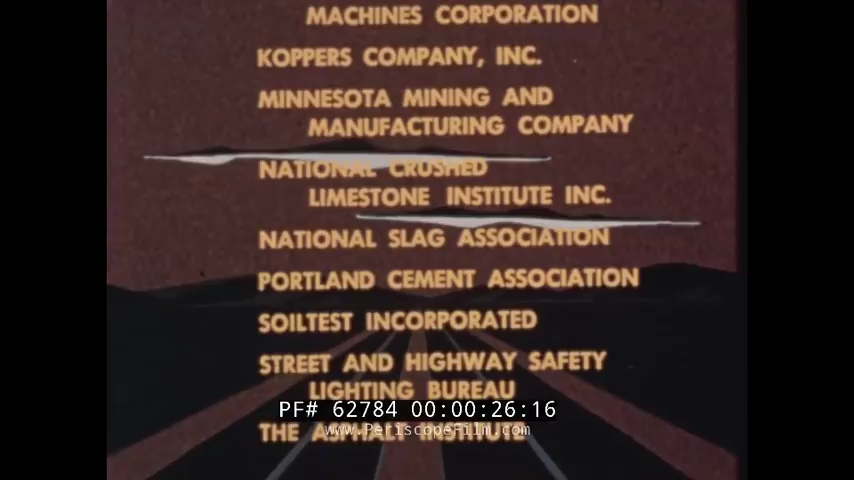 MACHINES CORPORATION
KOPPERS COMPANY, INC.
MINNESOTA MINING AND
MANUFACTURING COMPANY
NATIONAL CRUSHED
LIMESTONE INSTITUTE INC.
NATIONAL SLAG ASSOCIATION
PORTLAND CEMENT ASSOCIATION
SOILTEST INCORPORATED
STREET AND HIGHWAY SAFETY
LIGHTING BUREAU
PF# 62784 00:00:26:16
THE ASPHALT INSTITUTE
www.PeriscopeFilm.com